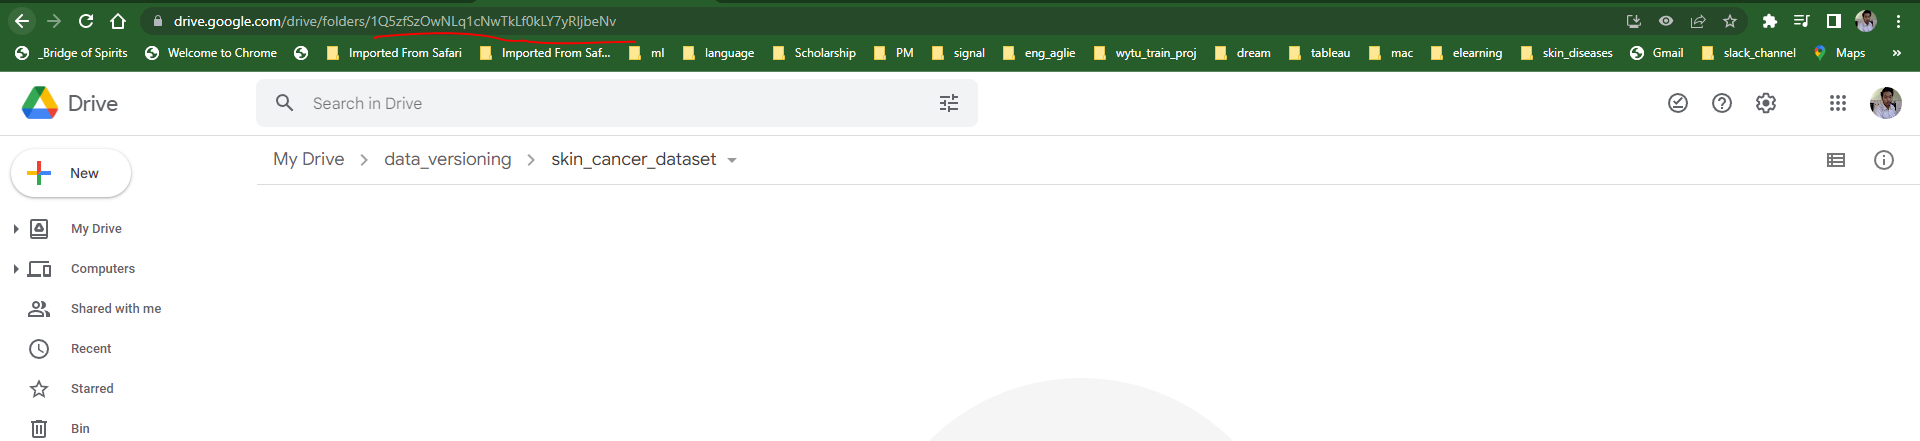 drive.google.com/drive/folders/1Q5zfSzOwNLq1cNwTkLf0kLY7yRIjbeNv
_Bridge of Spirits Welcome to Chrome Imported From Safari Imported From Saf... ml language Scholarship PM signal eng_aglie wytu_train_proj dream tableau mac elearning skin_diseases Gmail slack_channel Maps »
Drive Search in Drive
My Drive > data_versioning > skin_cancer_dataset
New
My Drive
Computers
Shared with me
Recent
Starred
Bin